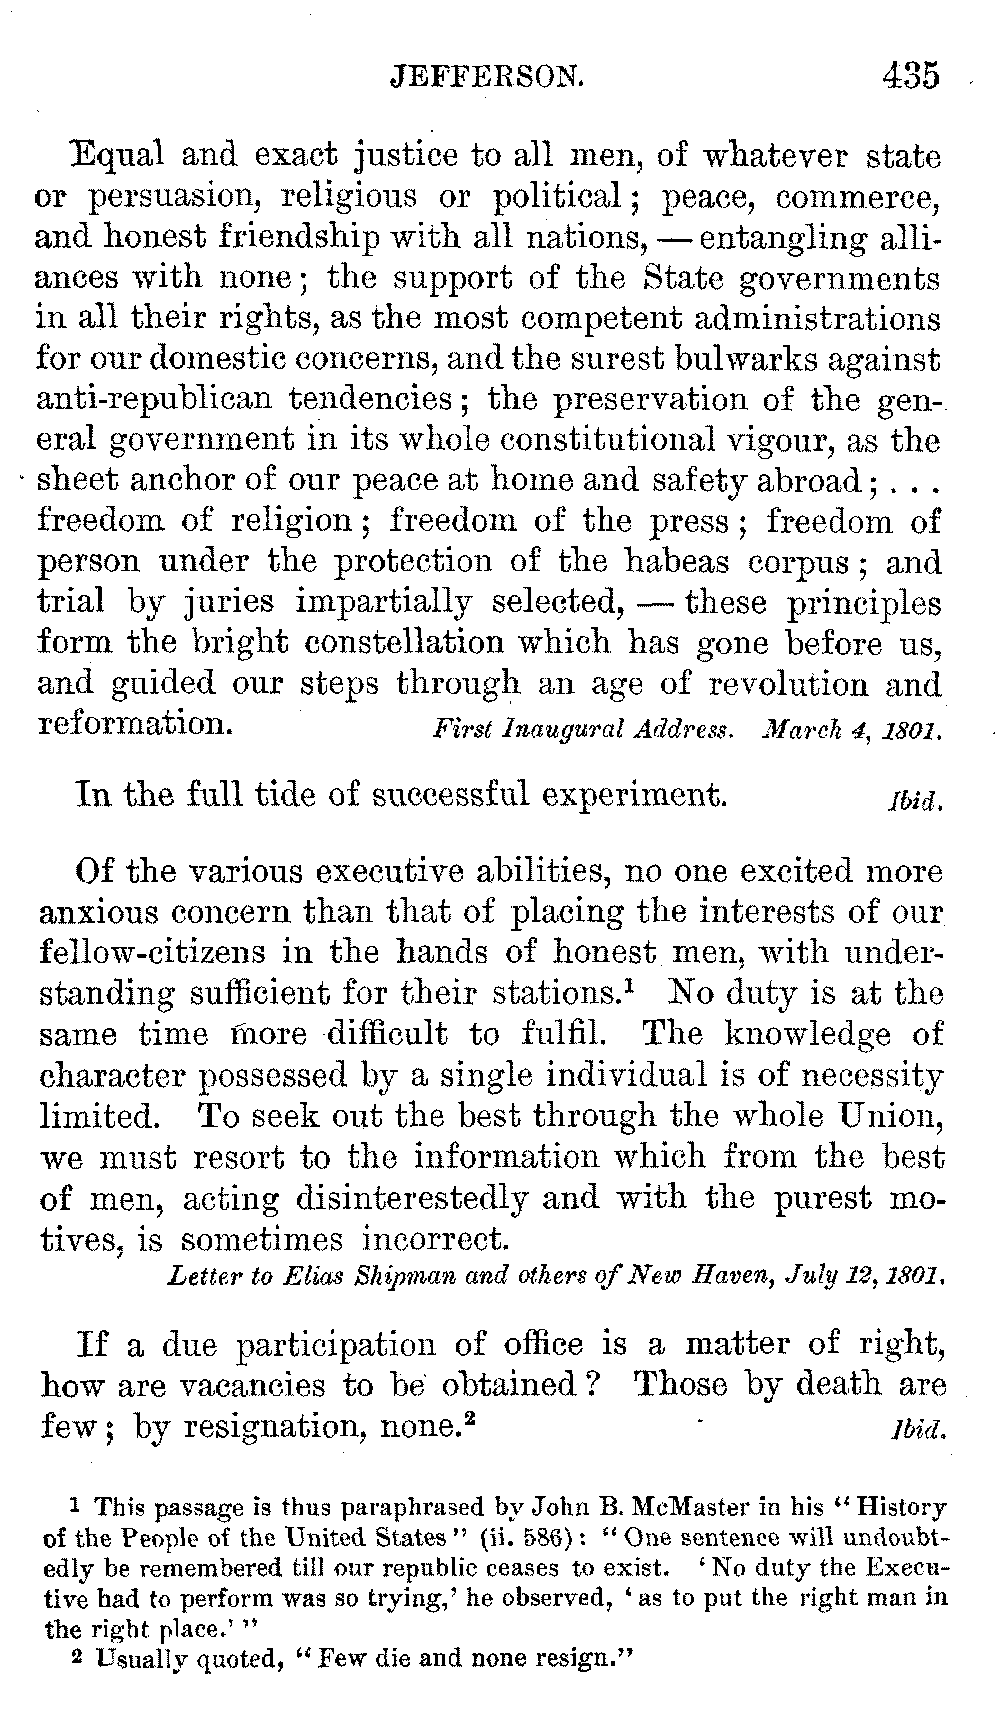 JEFFERSON. 435
Equal and exact justice to all men, of whatever state
or persuasion, religious or political; peace, commerce,
and honest friendship with all nations, — entangling alli-
ances with none; the support of the State governments
in all their rights, as the most competent administrations
for our domestic concerns, and the surest bulwarks against
anti-republican tendencies; the preservation of the gen-
eral government in its whole constitutional vigour, as the
sheet anchor of our peace at home and safety abroad; . . .
freedom of religion; freedom of the press; freedom of
person under the protection of the habeas corpus; and
trial by juries impartially selected, — these principles
form the bright constellation which has gone before us,
and guided our steps through an age of revolution and
reformation. First Inaugural Address. March 4, 1801.
In the full tide of successful experiment. Ibid.
Of the various executive abilities, no one excited more
anxious concern than that of placing the interests of our
fellow-citizens in the hands of honest men, with under-
standing sufficient for their stations.¹ No duty is at the
same time more difficult to fulfil. The knowledge of
character possessed by a single individual is of necessity
limited. To seek out the best through the whole Union,
we must resort to the information which from the best
of men, acting disinterestedly and with the purest mo-
tives, is sometimes incorrect.
Letter to Elias Shipman and others of New Haven, July 12, 1801.
If a due participation of office is a matter of right,
how are vacancies to be obtained? Those by death are
few; by resignation, none.² Ibid.
1 This passage is thus paraphrased by John B. McMaster in his "History
of the People of the United States" (ii. 586): "One sentence will undoubt-
edly be remembered till our republic ceases to exist. 'No duty the Execu-
tive had to perform was so trying,' he observed, 'as to put the right man in
the right place.'"
2 Usually quoted, "Few die and none resign."